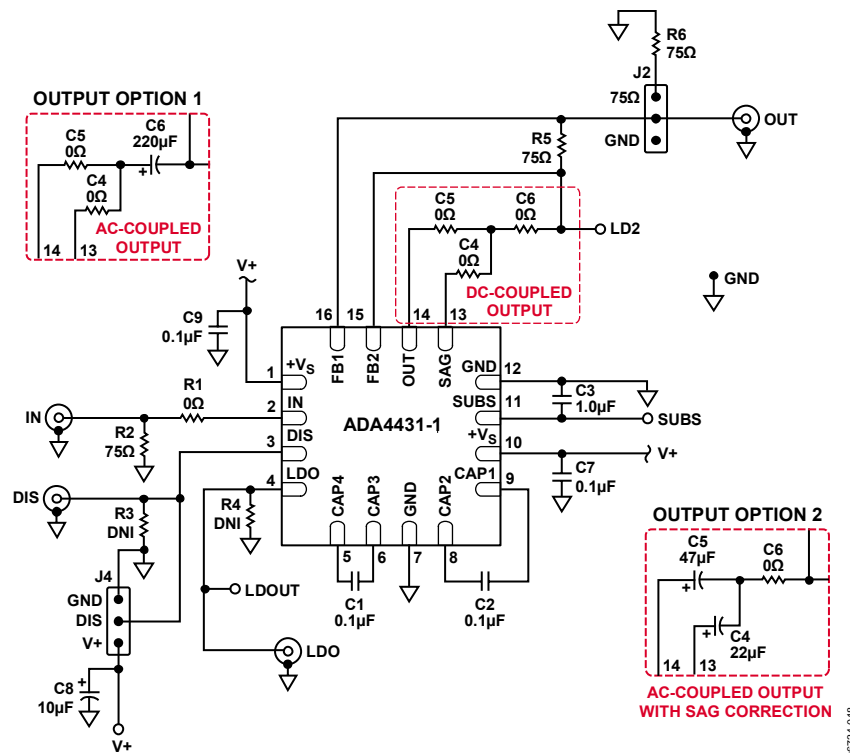 R6
75Ω
J2
75Ω
GND
OUT
OUTPUT OPTION 1
C5
0Ω
C6
220µF
+
C4
0Ω
AC-COUPLED
OUTPUT
14
13
R5
75Ω
C5
0Ω
C6
0Ω
C4
0Ω
LD2
DC-COUPLED
OUTPUT
GND
V+
C9
0.1µF
16
15
14
13
FB1
FB2
OUT
SAG
1
+VS
R1
0Ω
2
IN
IN
R2
75Ω
3
DIS
4
LDO
ADA4431-1
GND
12
SUBS
11
+VS
10
CAP1
9
C3
1.0µF
SUBS
V+
C7
0.1µF
DIS
R3
DNI
R4
DNI
CAP4
CAP3
GND
CAP2
5
6
7
8
C1
0.1µF
C2
0.1µF
J4
GND
DIS
V+
LDOUT
LDO
C8
10µF
+
V+
OUTPUT OPTION 2
C5
47µF
+
C6
0Ω
C4
22µF
+
14
13
AC-COUPLED OUTPUT
WITH SAG CORRECTION